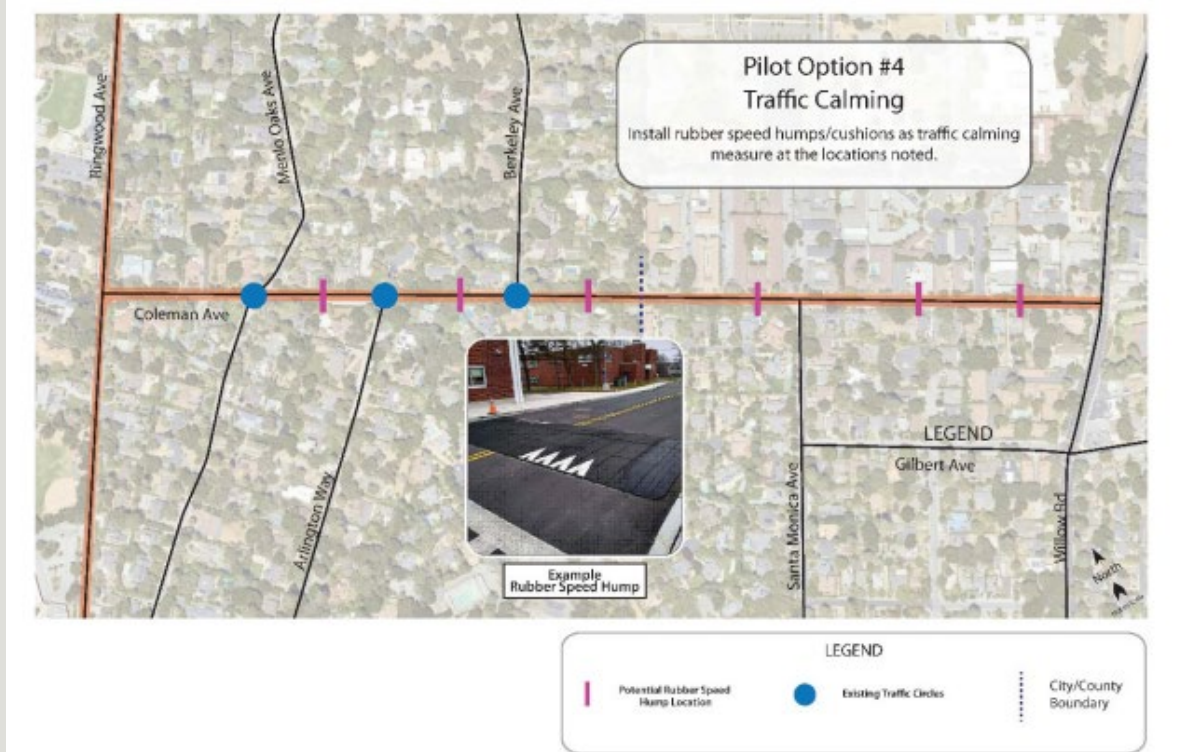 Pilot Option #4
Traffic Calming
Install rubber speed humps/cushions as traffic calming
measure at the locations noted.
Ringwood Ave
Menlo Oaks Ave
Berkeley Ave
Coleman Ave
Arlington Way
Santa Monica Ave
LEGEND
Gilbert Ave
Willow Rd
North
Example
Rubber Speed Hump
LEGEND
Potential Rubber Speed
Hump Location
Existing Traffic Circles
City/County
Boundary